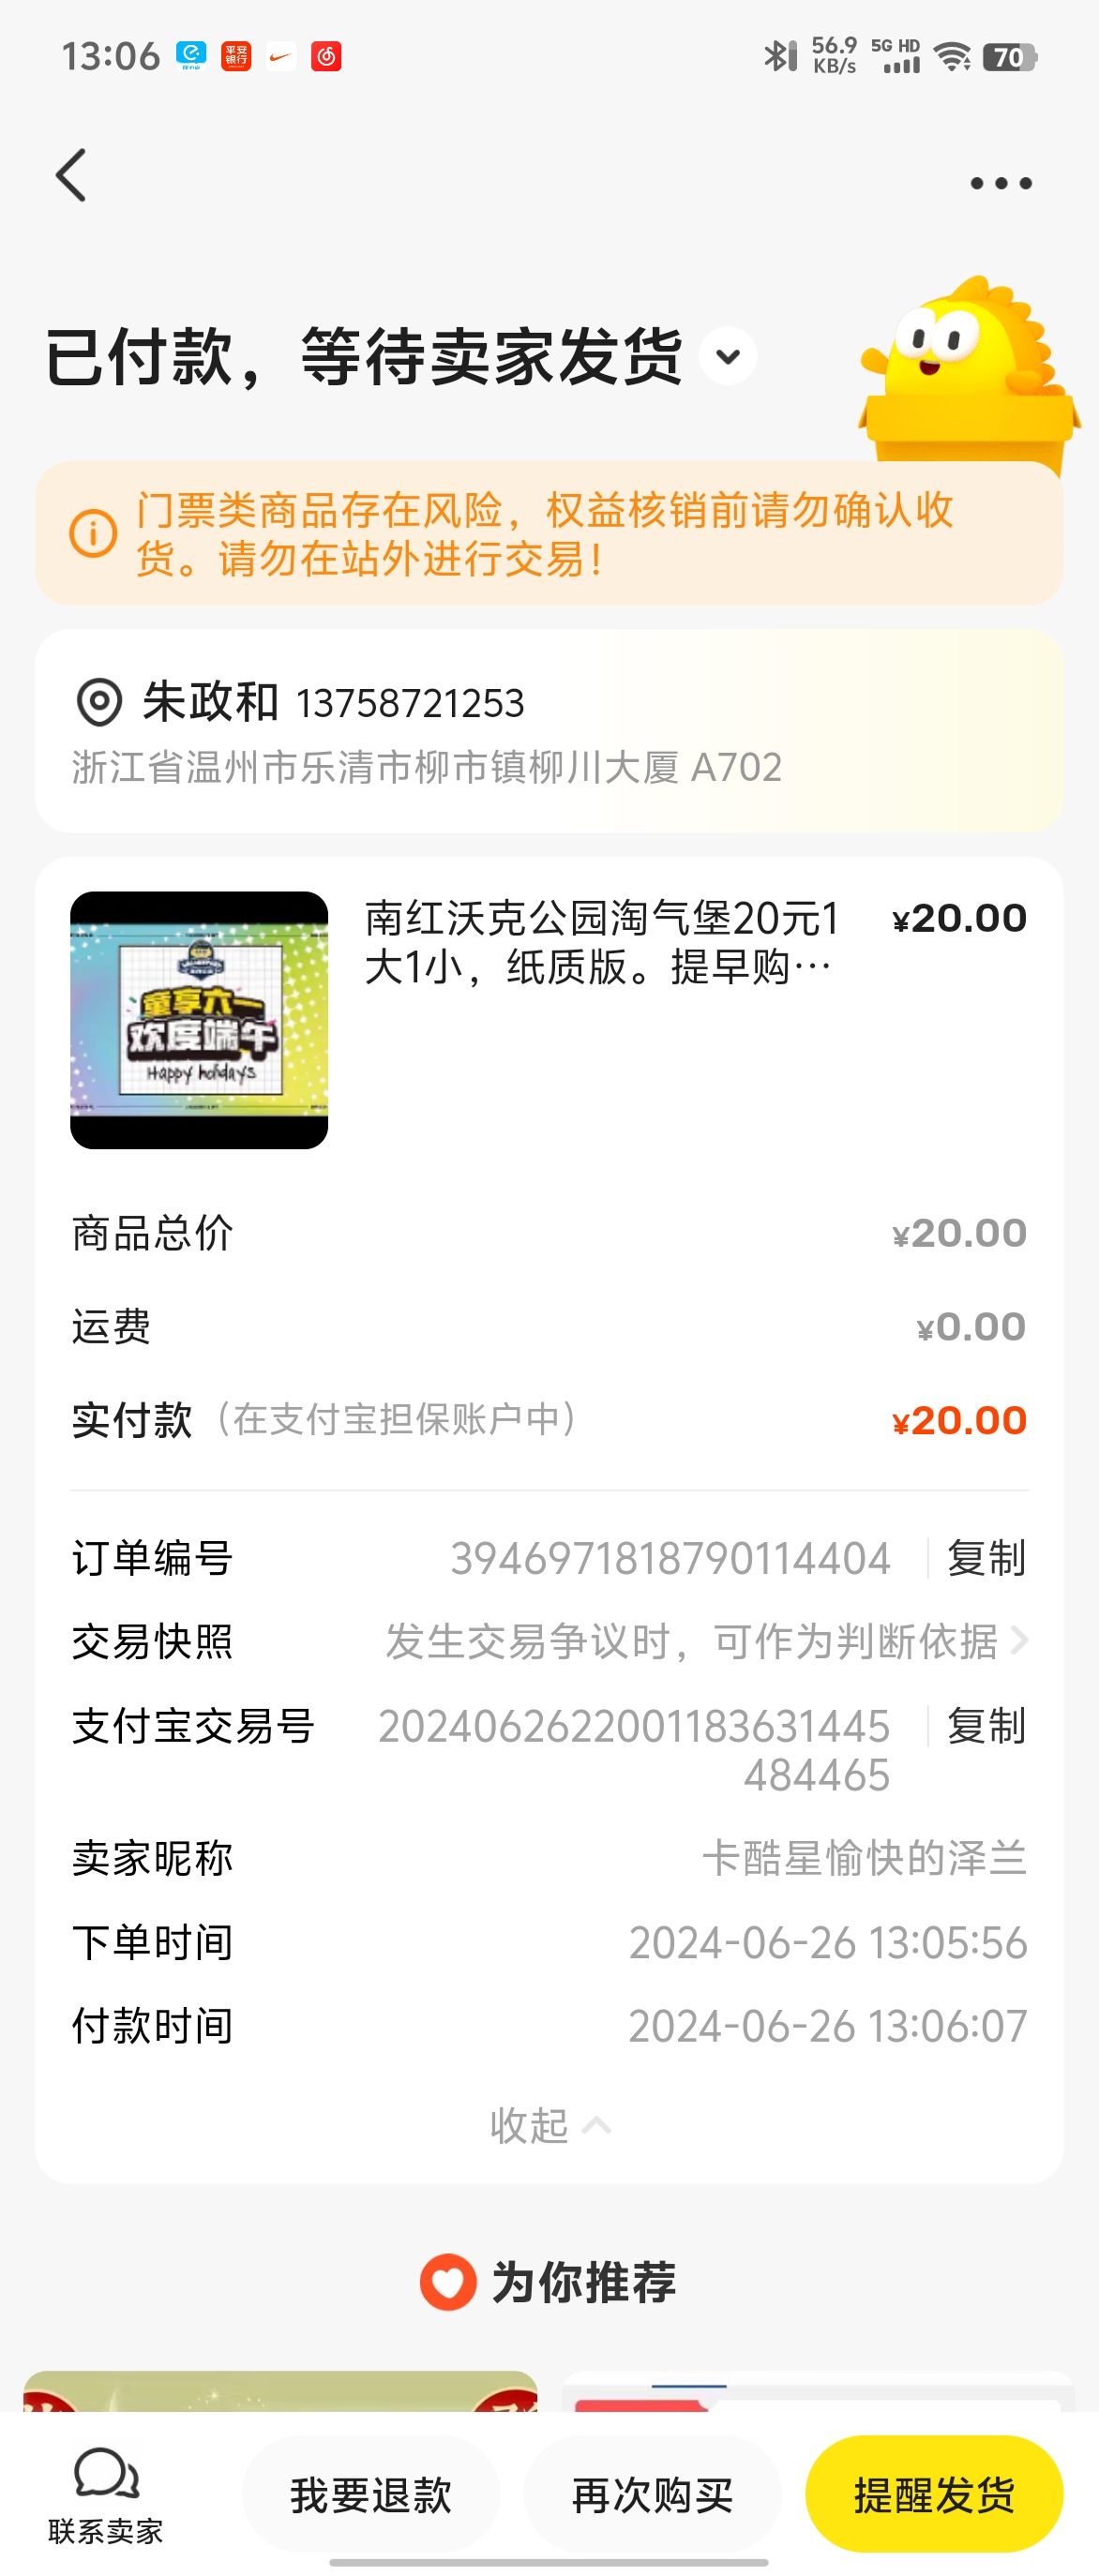 13:06
平安
银行
56.9
KB/s
5G HD
70
已付款，等待卖家发货
门票类商品存在风险，权益核销前请勿确认收
货。请勿在站外进行交易！
朱政和 13758721253
浙江省温州市乐清市柳市镇柳川大厦 A702
南红沃克公园淘气堡20元1
大1小，纸质版。提早购…
¥20.00
童享六一
欢度端午
Happy holidays
商品总价 ¥20.00
运费 ¥0.00
实付款（在支付宝担保账户中） ¥20.00
订单编号 3946971818790114404 复制
交易快照 发生交易争议时，可作为判断依据
支付宝交易号 2024062622001183631445 复制
484465
卖家昵称 卡酷星愉快的泽兰
下单时间 2024-06-26 13:05:56
付款时间 2024-06-26 13:06:07
收起
为你推荐
联系卖家
我要退款
再次购买
提醒发货